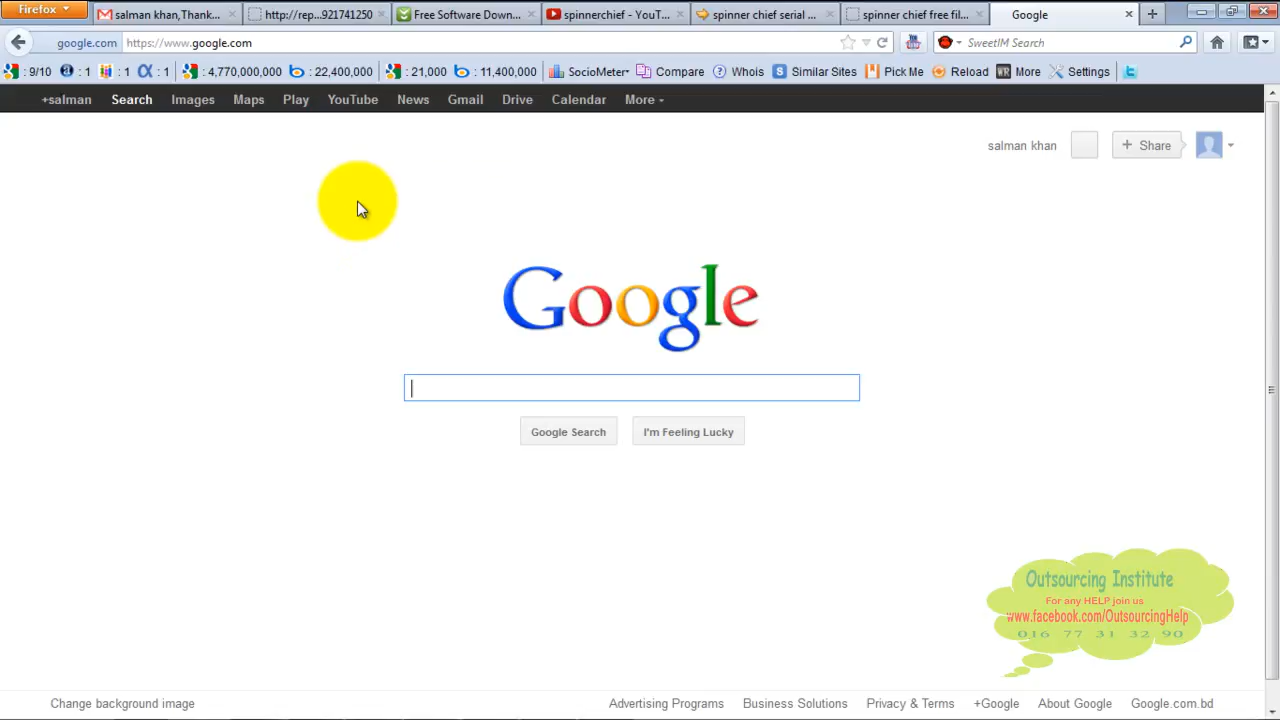 Firefox
salman khan,Thank...
http://rep...921741250
Free Software Down...
spinnerchief - YouT...
spinner chief serial ...
spinner chief free fil...
Google
google.com
https://www.google.com
SweetIM Search
: 9/10
: 1
: 1
: 1
: 4,770,000,000
: 22,400,000
: 21,000
: 11,400,000
SocioMeter
Compare
Whois
Similar Sites
Pick Me
Reload
More
Settings
+salman
Search
Images
Maps
Play
YouTube
News
Gmail
Drive
Calendar
More
salman khan
+ Share
Google
Google Search
I'm Feeling Lucky
Outsourcing Institute
For any HELP join us
www.facebook.com/OutsourcingHelp
016 77 31 32 90
Change background image
Advertising Programs
Business Solutions
Privacy & Terms
+Google
About Google
Google.com.bd